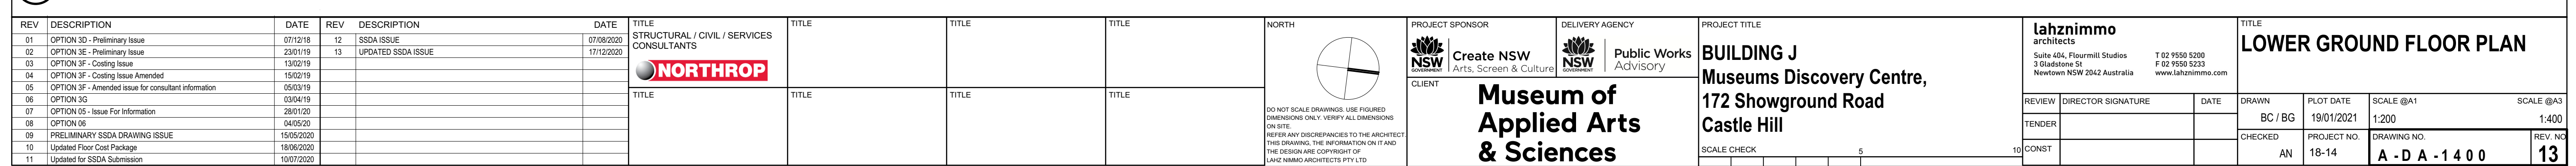 REV DESCRIPTION DATE REV DESCRIPTION DATE
01 OPTION 3D - Preliminary Issue 07/12/18 12 SSDA ISSUE 07/08/2020
02 OPTION 3E - Preliminary Issue 23/01/19 13 UPDATED SSDA ISSUE 17/12/2020
03 OPTION 3F - Costing Issue 13/02/19
04 OPTION 3F - Costing Issue Amended 15/02/19
05 OPTION 3F - Amended issue for consultant information 05/03/19
06 OPTION 3G 03/04/19
07 OPTION 05 - Issue For Information 28/01/20
08 OPTION 06 04/05/20
09 PRELIMINARY SSDA DRAWING ISSUE 15/05/2020
10 Updated Floor Cost Package 18/06/2020
11 Updated for SSDA Submission 10/07/2020
TITLE
STRUCTURAL / CIVIL / SERVICES
CONSULTANTS
NORTHROP
TITLE
TITLE
TITLE
TITLE
TITLE
TITLE
TITLE
NORTH
DO NOT SCALE DRAWINGS. USE FIGURED
DIMENSIONS ONLY. VERIFY ALL DIMENSIONS
ON SITE.
REFER ANY DISCREPANCIES TO THE ARCHITECT.
THIS DRAWING, THE INFORMATION ON IT AND
THE DESIGN ARE COPYRIGHT OF
LAHZ NIMMO ARCHITECTS PTY LTD
PROJECT SPONSOR
NSW
GOVERNMENT
Create NSW
Arts, Screen & Culture
DELIVERY AGENCY
NSW
GOVERNMENT
Public Works
Advisory
CLIENT
Museum of
Applied Arts
& Sciences
PROJECT TITLE
BUILDING J
Museums Discovery Centre,
172 Showground Road
Castle Hill
SCALE CHECK 5 10
lahznimmo
architects
Suite 404, Flourmill Studios T 02 9550 5200
3 Gladstone St F 02 9550 5233
Newtown NSW 2042 Australia www.lahznimmo.com
REVIEW DIRECTOR SIGNATURE DATE
TENDER
CONST
TITLE
LOWER GROUND FLOOR PLAN
DRAWN PLOT DATE SCALE @A1 SCALE @A3
BC / BG 19/01/2021 1:200 1:400
CHECKED PROJECT NO. DRAWING NO. REV. NO
AN 18-14 A-DA-1400 13